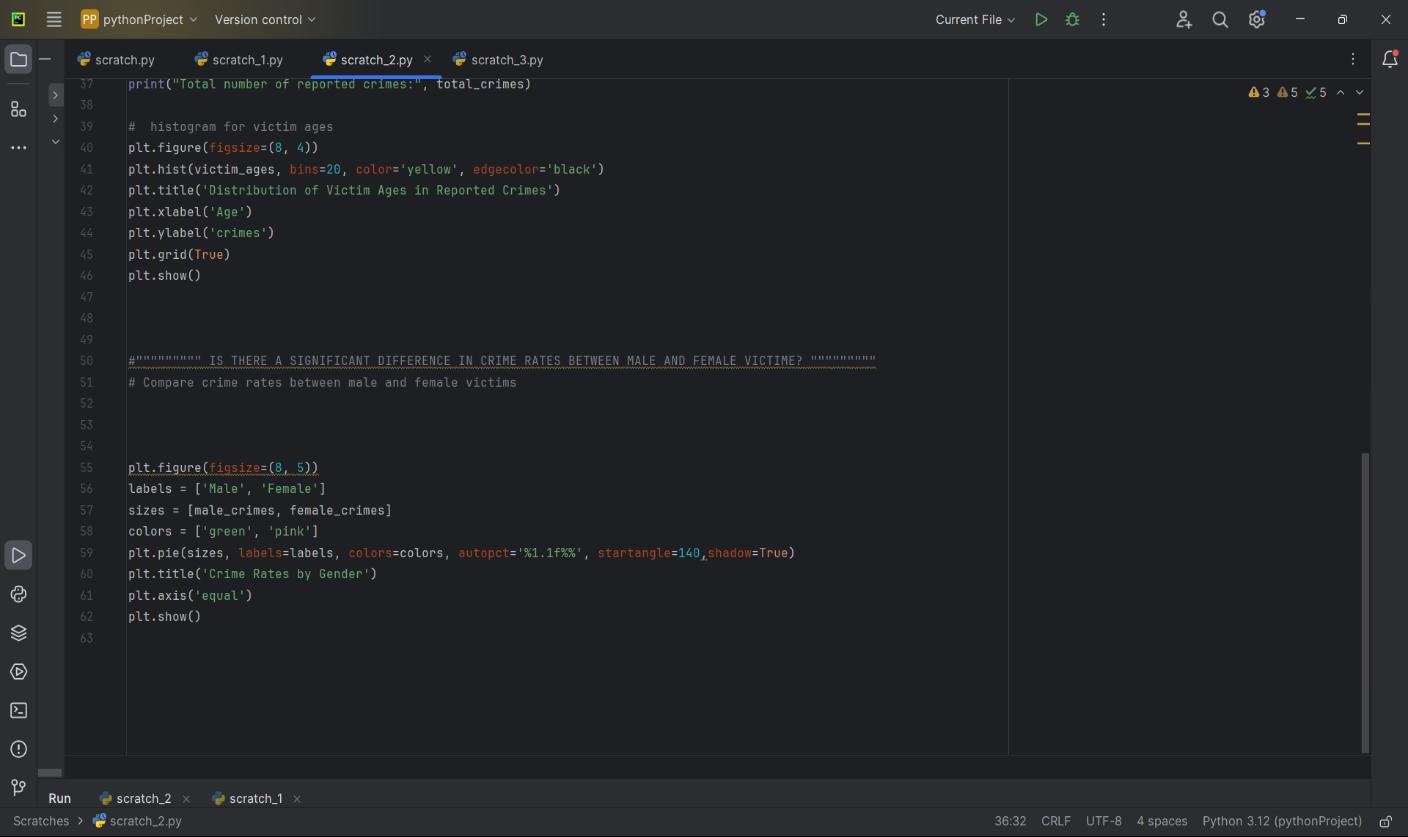 PP pythonProject Version control Current File
scratch.py scratch_1.py scratch_2.py scratch_3.py
3 5 5
37 print("Total number of reported crimes:", total_crimes)
38
39 #  histogram for victim ages
40 plt.figure(figsize=(8, 4))
41 plt.hist(victim_ages, bins=20, color='yellow', edgecolor='black')
42 plt.title('Distribution of Victim Ages in Reported Crimes')
43 plt.xlabel('Age')
44 plt.ylabel('crimes')
45 plt.grid(True)
46 plt.show()
47
48
49
50 #""""""""" IS THERE A SIGNIFICANT DIFFERENCE IN CRIME RATES BETWEEN MALE AND FEMALE VICTIME? """""""""
51 # Compare crime rates between male and female victims
52
53
54
55 plt.figure(figsize=(8, 5))
56 labels = ['Male', 'Female']
57 sizes = [male_crimes, female_crimes]
58 colors = ['green', 'pink']
59 plt.pie(sizes, labels=labels, colors=colors, autopct='%1.1f%%', startangle=140,shadow=True)
60 plt.title('Crime Rates by Gender')
61 plt.axis('equal')
62 plt.show()
63
Run scratch_2 scratch_1
Scratches scratch_2.py 36:32 CRLF UTF-8 4 spaces Python 3.12 (pythonProject)